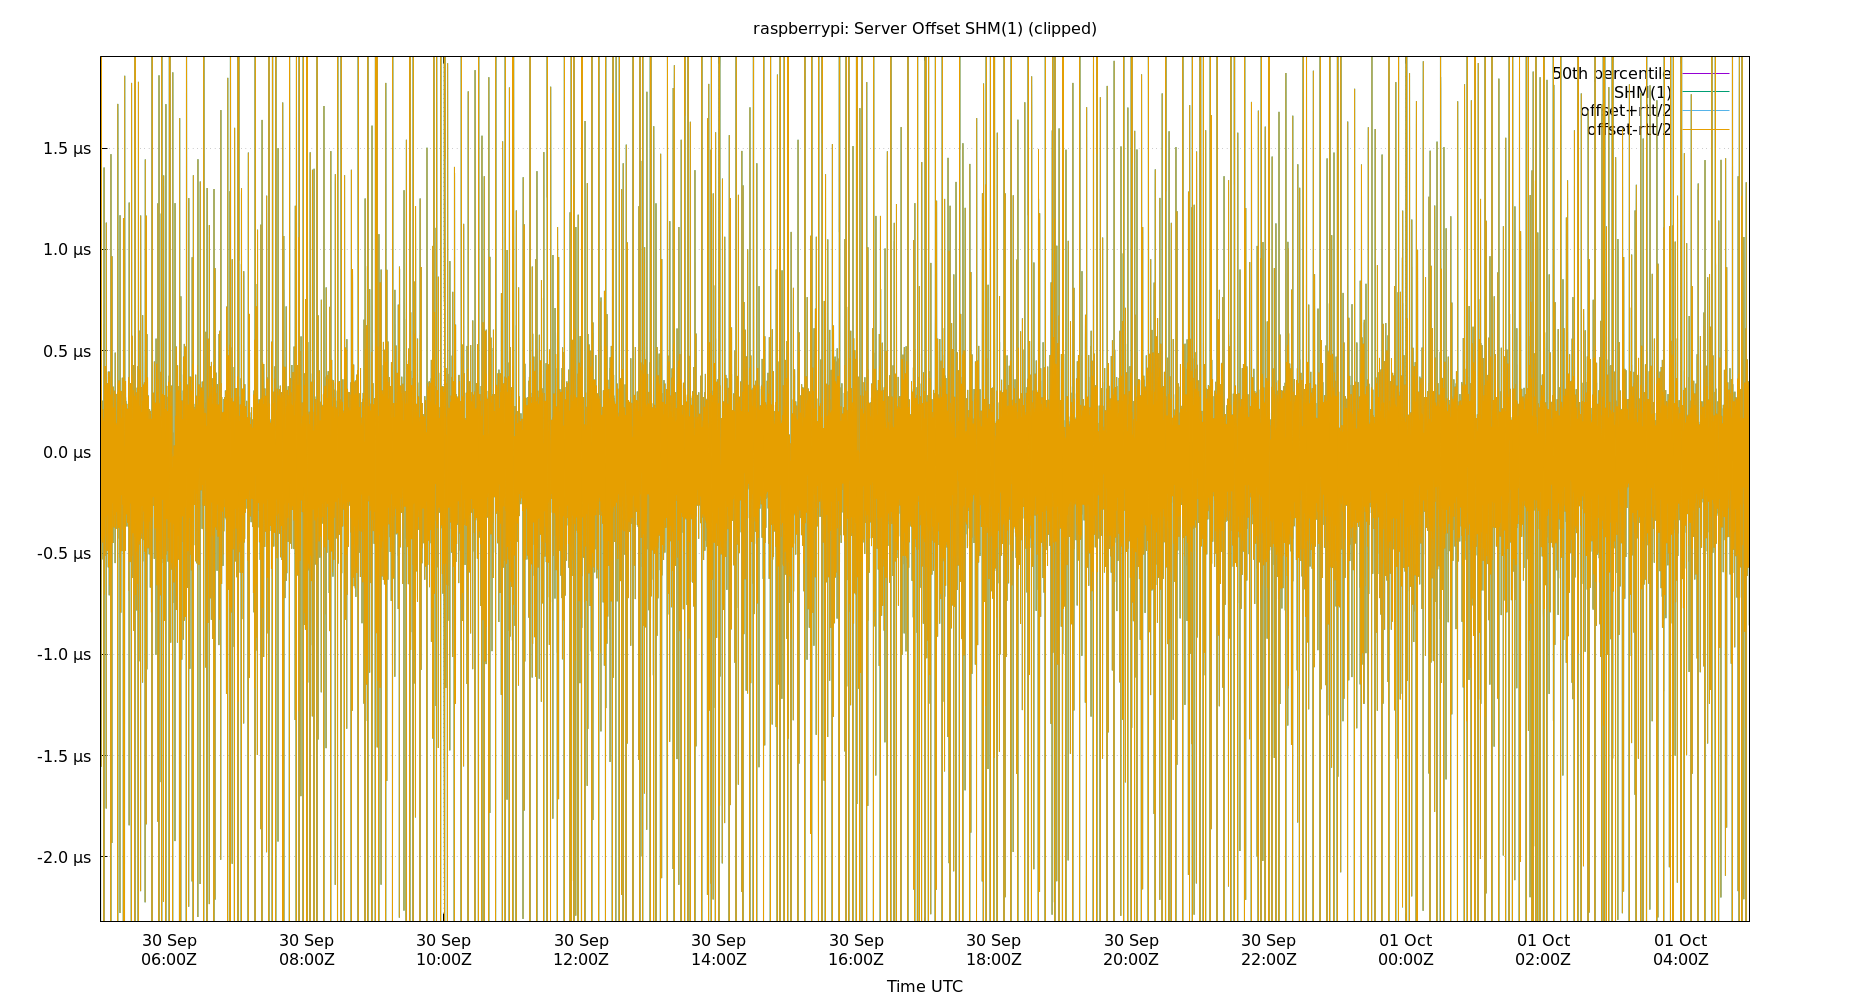 raspberrypi: Server Offset SHM(1) (clipped)
50th percentile
SHM(1)
offset+rtt/2
offset-rtt/2
1.5 µs
1.0 µs
0.5 µs
0.0 µs
-0.5 µs
-1.0 µs
-1.5 µs
-2.0 µs
30 Sep 30 Sep 30 Sep 30 Sep 30 Sep 30 Sep 30 Sep 30 Sep 30 Sep 01 Oct 01 Oct 01 Oct
06:00Z 08:00Z 10:00Z 12:00Z 14:00Z 16:00Z 18:00Z 20:00Z 22:00Z 00:00Z 02:00Z 04:00Z
Time UTC